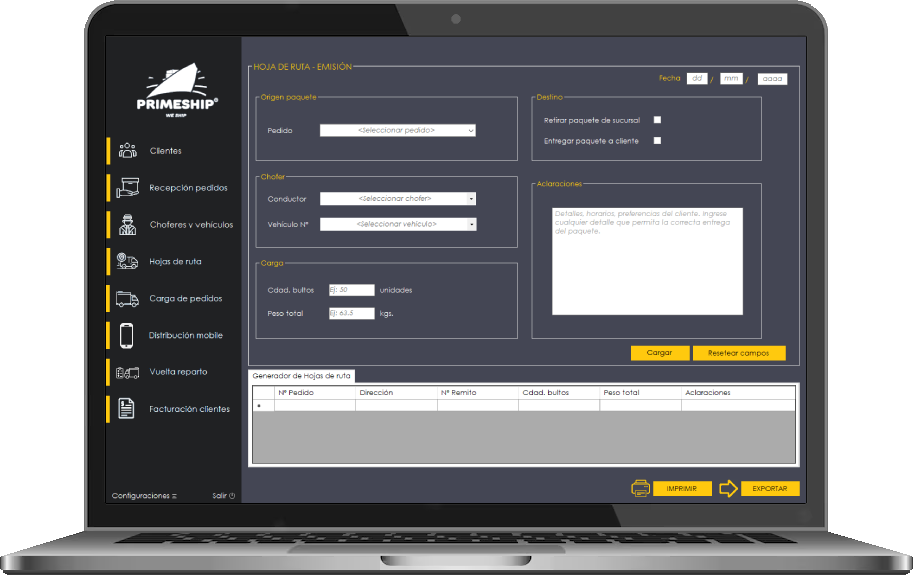 PRIMESHIP®
WE SHIP
Clientes
Recepción pedidos
Choferes y vehículos
Hojas de ruta
Carga de pedidos
Distribución mobile
Vuelta reparto
Facturación clientes
Configuraciones
Salir
HOJA DE RUTA - EMISIÓN
Fecha dd / mm / aaaa
Origen paquete
Pedido <Seleccionar pedido>
Destino
Retirar paquete de sucursal
Entregar paquete a cliente
Chofer
Conductor <Seleccionar chofer>
Vehículo N° <Seleccionar vehículo>
Aclaraciones
Detalles, horarios, preferencias del cliente. Ingrese
cualquier detalle que permita la correcta entrega
del paquete.
Carga
Cdad. bultos Ej: 50 unidades
Peso total Ej: 63.5 kgs.
Cargar
Resetear campos
Generador de Hojas de ruta
N° Pedido Dirección N° Remito Cdad. bultos Peso total Aclaraciones
IMPRIMIR
EXPORTAR